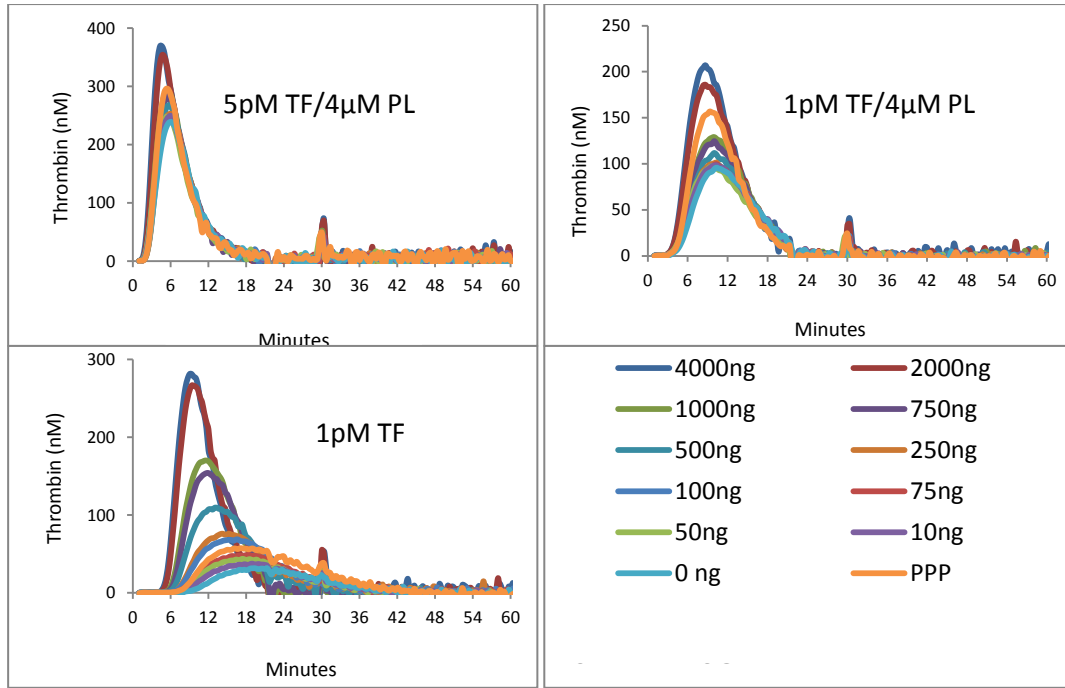 400
300
200
100
0
Thrombin (nM)
5pM TF/4µM PL
0 6 12 18 24 30 36 42 48 54 60
Minutes
250
200
150
100
50
0
Thrombin (nM)
1pM TF/4µM PL
0 6 12 18 24 30 36 42 48 54 60
Minutes
300
200
100
0
Thrombin (nM)
1pM TF
0 6 12 18 24 30 36 42 48 54 60
Minutes
4000ng 2000ng
1000ng 750ng
500ng 250ng
100ng 75ng
50ng 10ng
0 ng PPP